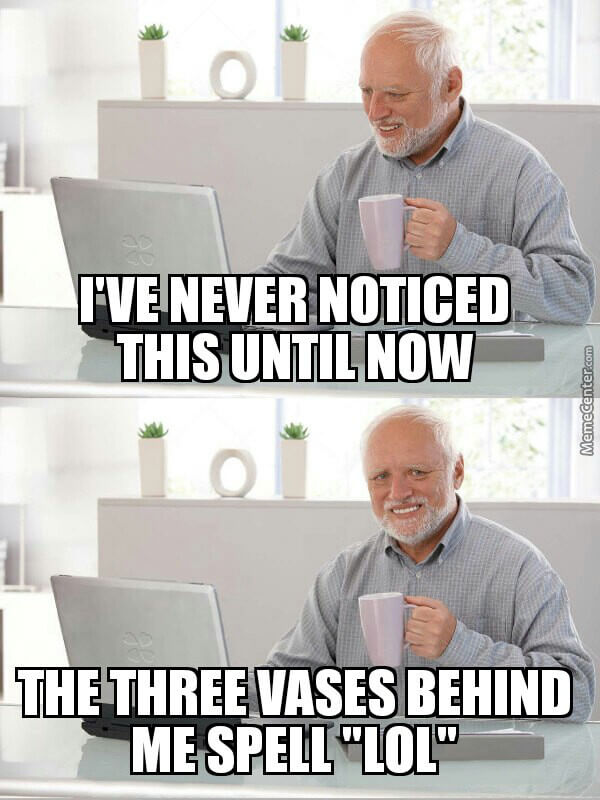 I'VE NEVER NOTICED
THIS UNTIL NOW
MemeCenter.com
THE THREE VASES BEHIND
ME SPELL "LOL"